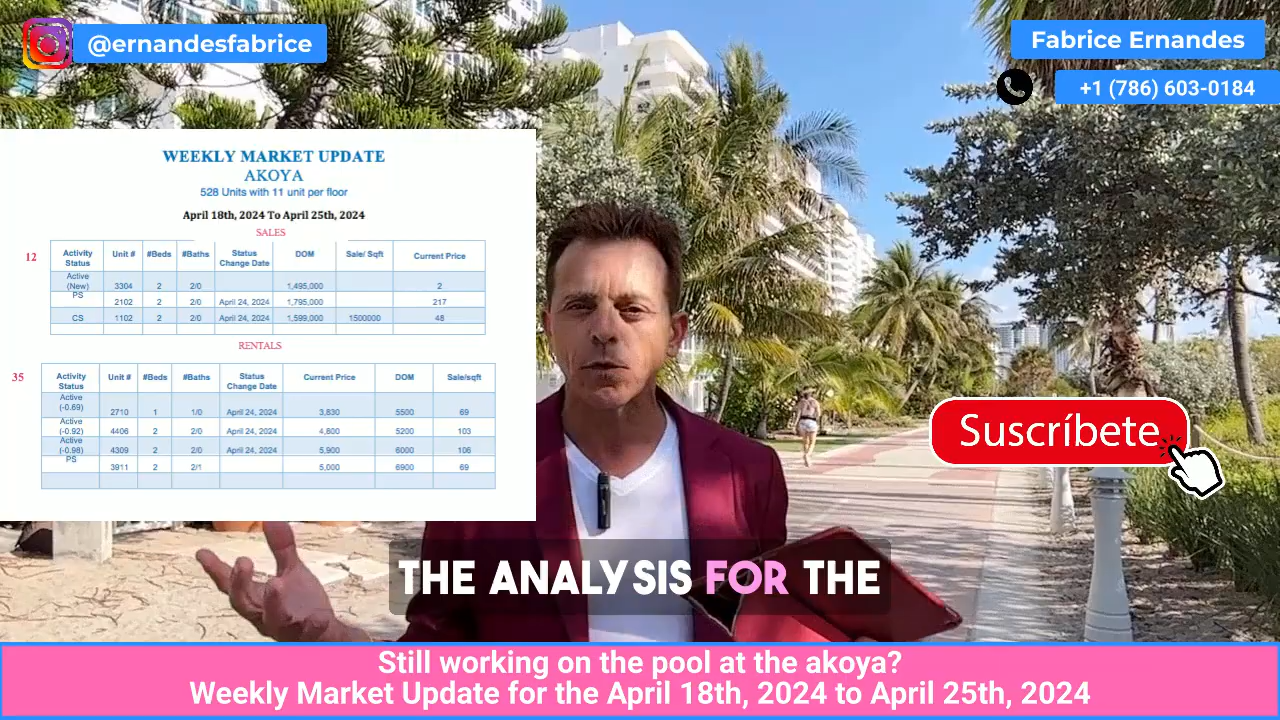 @ernandesfabrice
Fabrice Ernandes
+1 (786) 603-0184
WEEKLY MARKET UPDATE
AKOYA
528 Units with 11 unit per floor
April 18th, 2024 To April 25th, 2024
SALES
12
Activity Status Unit # #Beds #Baths Status Change Date DOM Sale/ Sqft Current Price
Active (New) 3304 2 2/0 1,495,000 2
PS 2102 2 2/0 April 24, 2024 1,795,000 217
CS 1102 2 2/0 April 24, 2024 1,599,000 1500000 48
RENTALS
35
Activity Status Unit # #Beds #Baths Status Change Date Current Price DOM Sale/sqft
Active (-0.69) 2710 1 1/0 April 24, 2024 3,830 5500 69
Active (-0.92) 4406 2 2/0 April 24, 2024 4,800 5200 103
Active (-0.98) 4309 2 2/0 April 24, 2024 5,900 6000 106
PS 3911 2 2/1 5,000 6900 69
Suscríbete
THE ANALYSIS FOR THE
Still working on the pool at the akoya?
Weekly Market Update for the April 18th, 2024 to April 25th, 2024